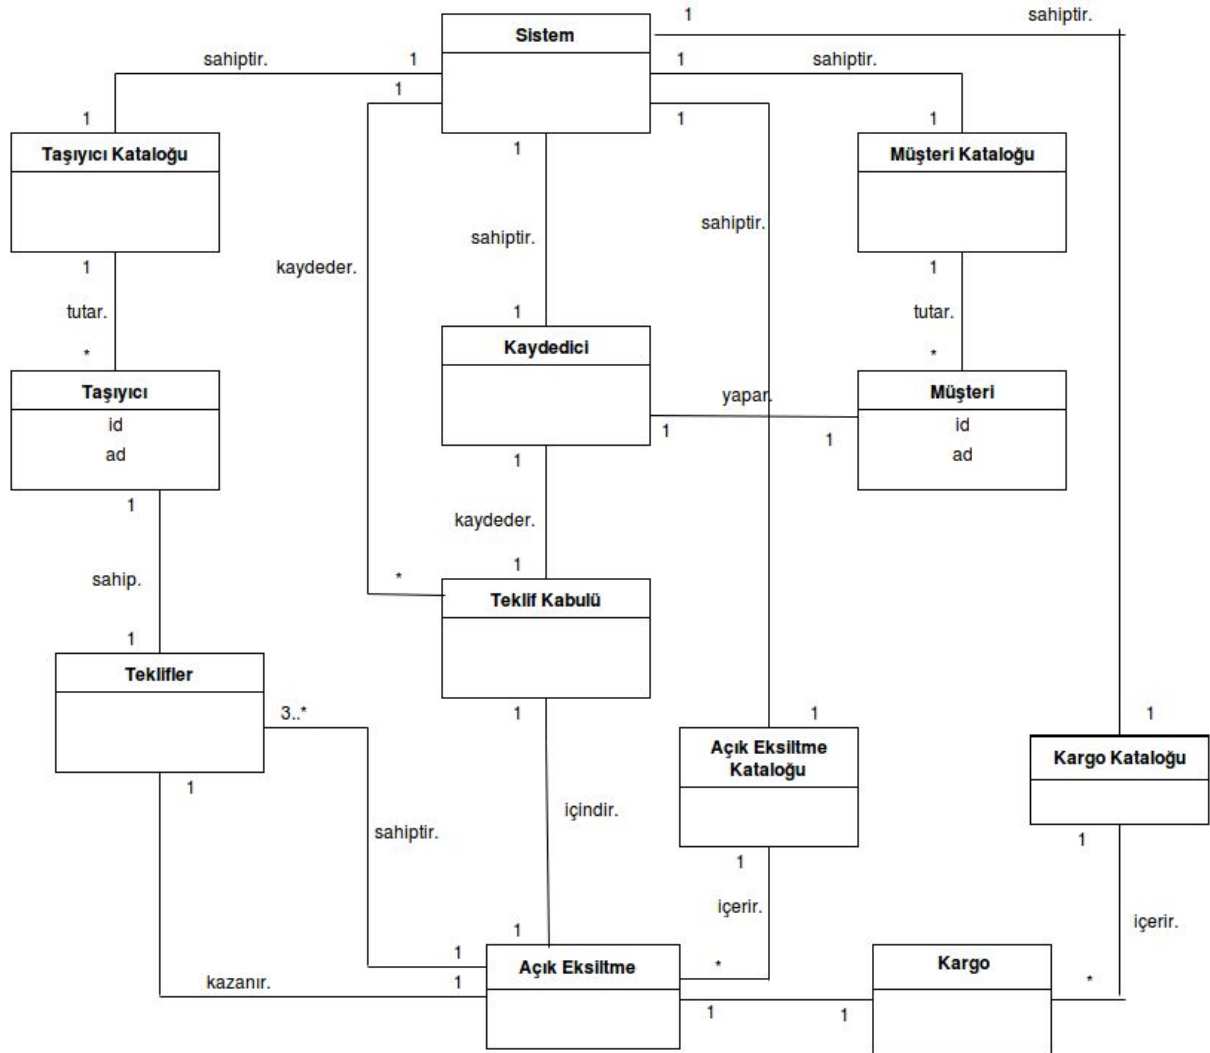 1
sahiptir.
Sistem
sahiptir.
1
1
sahiptir.
1
1
1
1
1
Taşıyıcı Kataloğu
1
Müşteri Kataloğu
sahiptir.
sahiptir.
1
kaydeder.
1
tutar.
1
tutar.
*
Kaydedici
*
Taşıyıcı
yapar.
Müşteri
id
1
1
id
ad
1
ad
1
kaydeder.
1
*
sahip.
Teklif Kabulü
1
Teklifler
3..*
1
1
1
Açık Eksiltme
Kataloğu
Kargo Kataloğu
1
içindir.
sahiptir.
1
1
içerir.
içerir.
1
1
*
Kargo
Açık Eksiltme
kazanır.
1
*
1
1